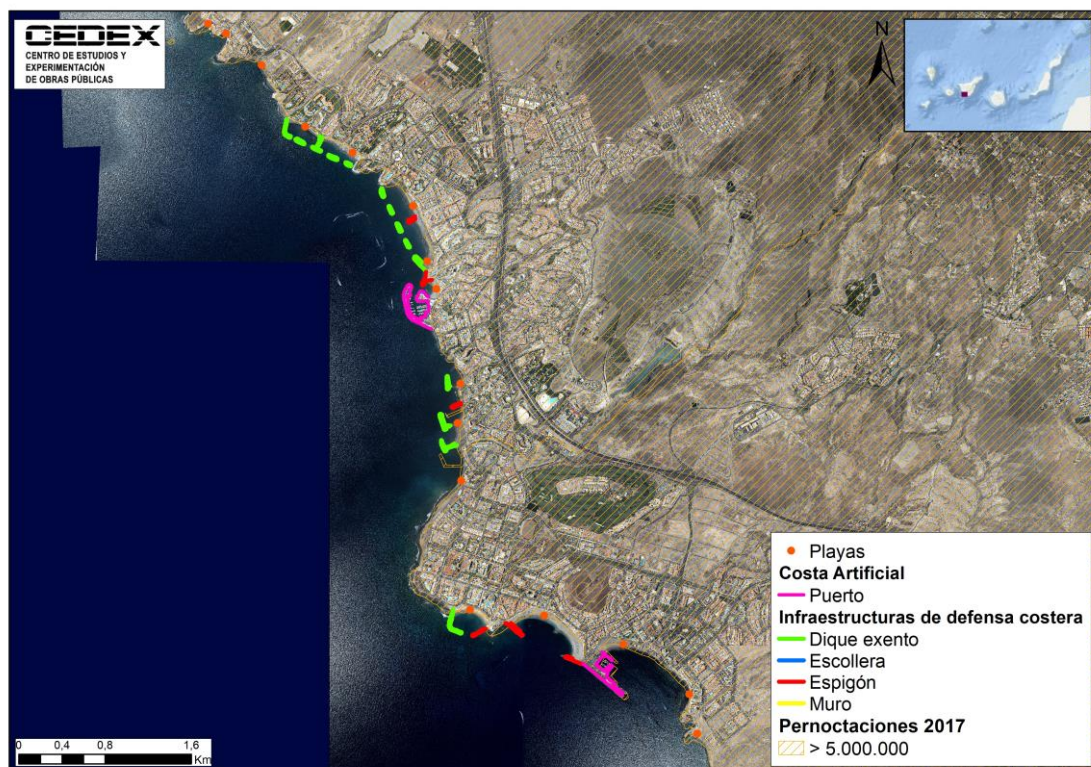 CEDEX
CENTRO DE ESTUDIOS Y
EXPERIMENTACIÓN
DE OBRAS PÚBLICAS
N
Playas
Costa Artificial
Puerto
Infraestructuras de defensa costera
Dique exento
Escollera
Espigón
Muro
Pernoctaciones 2017
> 5.000.000
0 0,4 0,8 1,6
Km